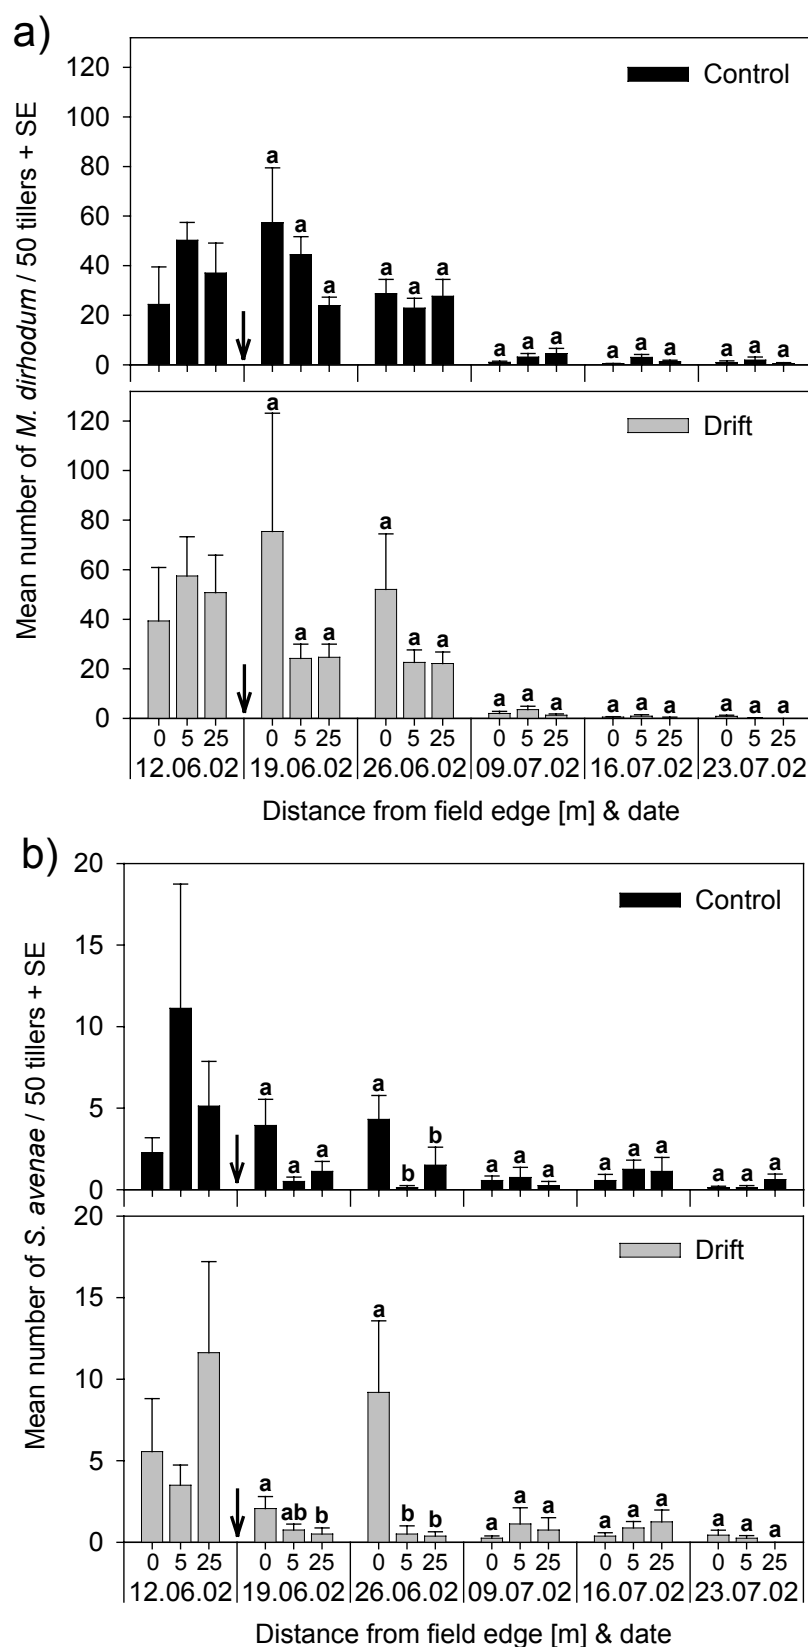 a)
Mean number of M. dirhodum / 50 tillers + SE
120
100
80
60
40
20
0
Control
a a a a a a a a a a a a a a a
120
100
80
60
40
20
0
Drift
a a a a a a a a a a a a a a a
0 5 25 0 5 25 0 5 25 0 5 25 0 5 25 0 5 25
12.06.02 19.06.02 26.06.02 09.07.02 16.07.02 23.07.02
Distance from field edge [m] & date
b)
Mean number of S. avenae / 50 tillers + SE
20
15
10
5
0
Control
a a a a b b a a a a a a a a a
20
15
10
5
0
Drift
a ab b a b b a a a a a a a a a
0 5 25 0 5 25 0 5 25 0 5 25 0 5 25 0 5 25
12.06.02 19.06.02 26.06.02 09.07.02 16.07.02 23.07.02
Distance from field edge [m] & date